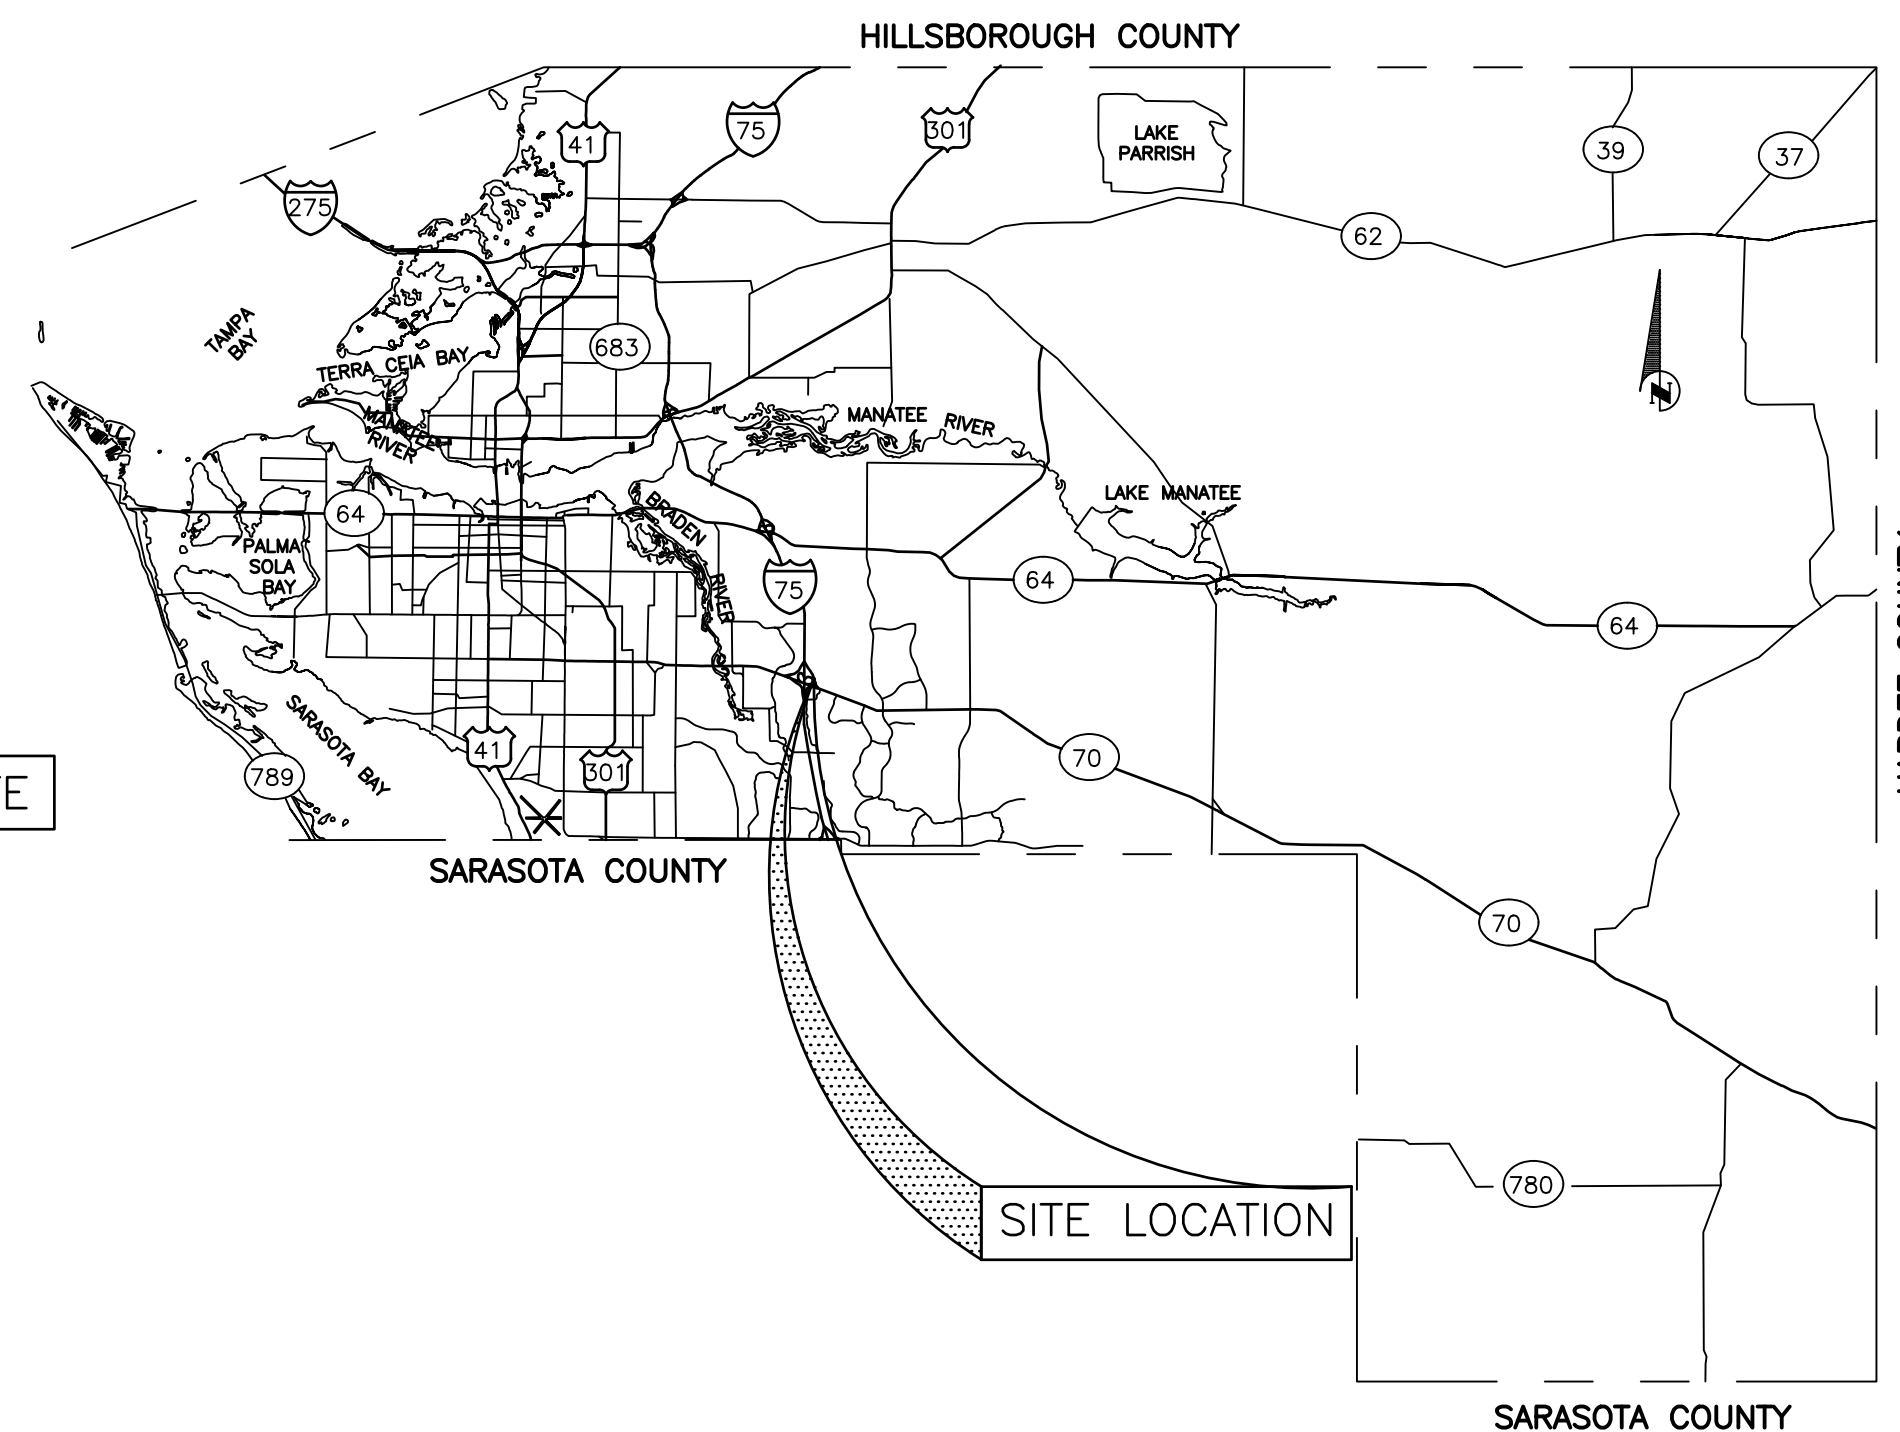 HILLSBOROUGH COUNTY
41
75
301
LAKE
PARRISH
39
37
275
62
TAMPA
BAY
683
TERRA CEIA BAY
MANATEE
RIVER
MANATEE RIVER
N
LAKE MANATEE
64
BRADEN RIVER
PALMA
SOLA
BAY
75
64
64
SARASOTA BAY
41
301
789
70
E
SARASOTA COUNTY
70
780
SITE LOCATION
SARASOTA COUNTY